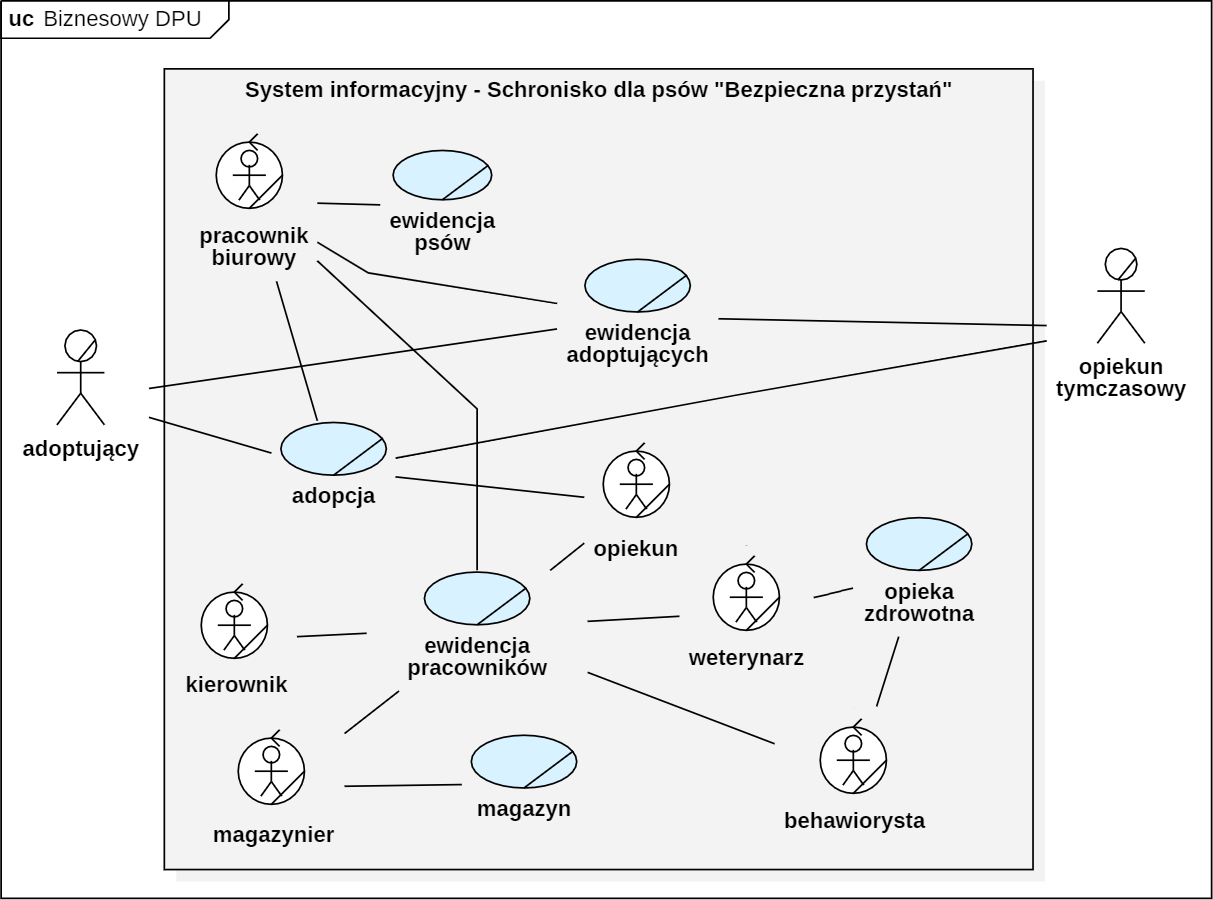 uc Biznesowy DPU
System informacyjny - Schronisko dla psów "Bezpieczna przystań"
pracownik
biurowy
ewidencja
psów
ewidencja
adoptujących
opiekun
tymczasowy
adoptujący
adopcja
opiekun
opieka
zdrowotna
ewidencja
pracowników
weterynarz
kierownik
magazyn
behawiorysta
magazynier